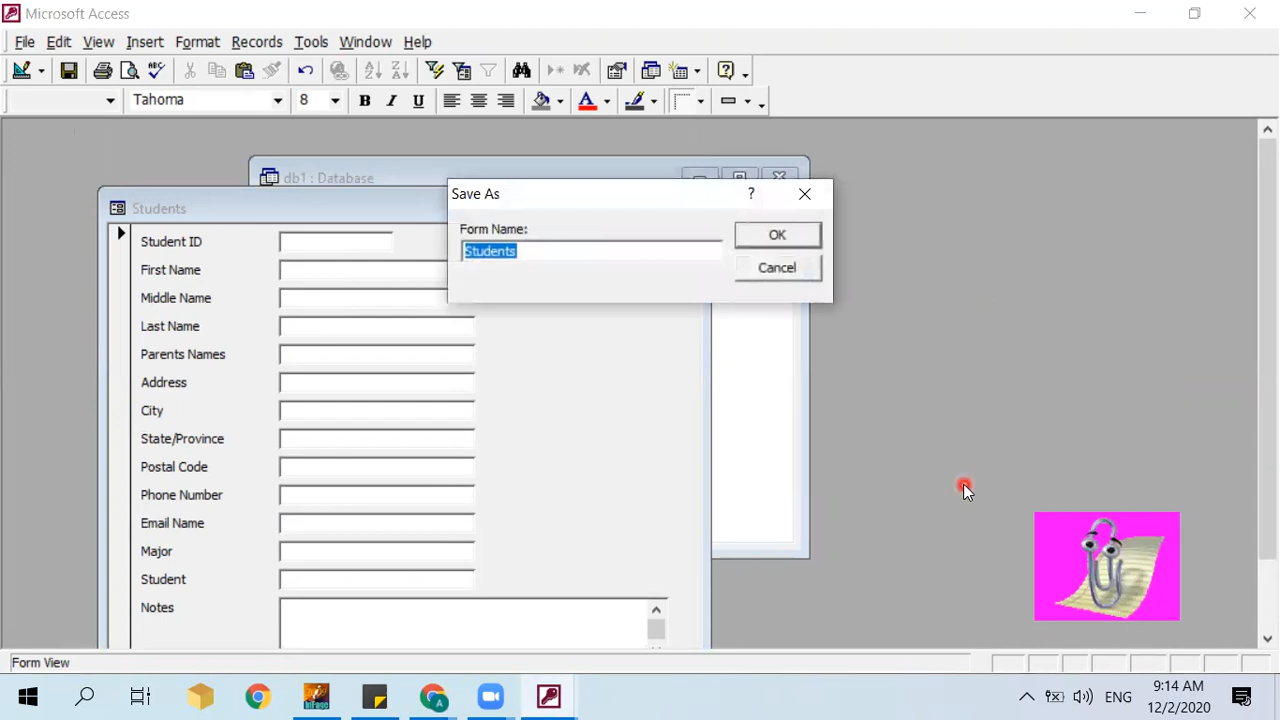 Microsoft Access
File Edit View Insert Format Records Tools Window Help
Tahoma 8 B I U A
db1 : Database
Students
Save As ?
Form Name:
Students
OK
Cancel
Student ID
First Name
Middle Name
Last Name
Parents Names
Address
City
State/Province
Postal Code
Phone Number
Email Name
Major
Student
Notes
Form View
ENG
9:14 AM
12/2/2020